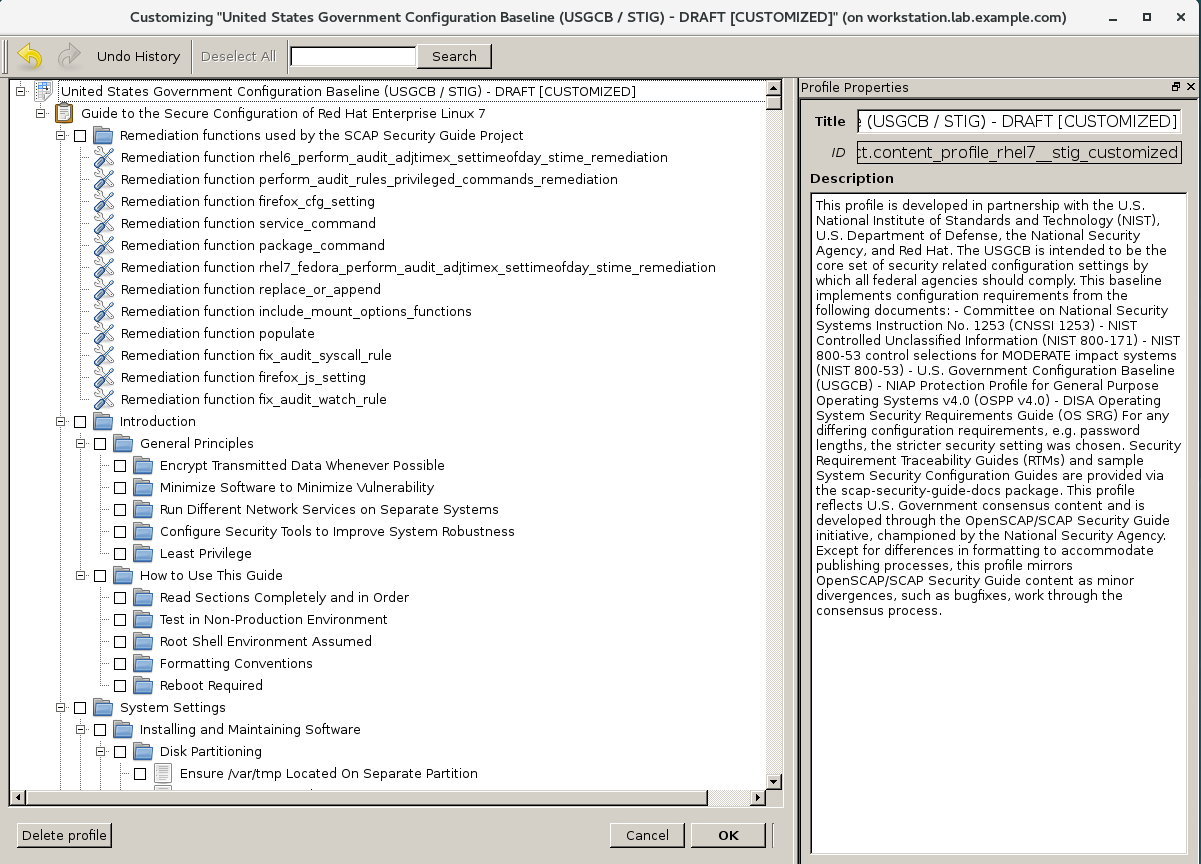 Customizing "United States Government Configuration Baseline (USGCB / STIG) - DRAFT [CUSTOMIZED]" (on workstation.lab.example.com)
Undo History
Deselect All
Search
United States Government Configuration Baseline (USGCB / STIG) - DRAFT [CUSTOMIZED]
Guide to the Secure Configuration of Red Hat Enterprise Linux 7
Remediation functions used by the SCAP Security Guide Project
Remediation function rhel6_perform_audit_adjtimex_settimeofday_stime_remediation
Remediation function perform_audit_rules_privileged_commands_remediation
Remediation function firefox_cfg_setting
Remediation function service_command
Remediation function package_command
Remediation function rhel7_fedora_perform_audit_adjtimex_settimeofday_stime_remediation
Remediation function replace_or_append
Remediation function include_mount_options_functions
Remediation function populate
Remediation function fix_audit_syscall_rule
Remediation function firefox_js_setting
Remediation function fix_audit_watch_rule
Introduction
General Principles
Encrypt Transmitted Data Whenever Possible
Minimize Software to Minimize Vulnerability
Run Different Network Services on Separate Systems
Configure Security Tools to Improve System Robustness
Least Privilege
How to Use This Guide
Read Sections Completely and in Order
Test in Non-Production Environment
Root Shell Environment Assumed
Formatting Conventions
Reboot Required
System Settings
Installing and Maintaining Software
Disk Partitioning
Ensure /var/tmp Located On Separate Partition
Delete profile
Cancel
OK
Profile Properties
Title
(USGCB / STIG) - DRAFT [CUSTOMIZED]
ID
ct.content_profile_rhel7__stig_customized
Description
This profile is developed in partnership with the U.S.
National Institute of Standards and Technology (NIST),
U.S. Department of Defense, the National Security
Agency, and Red Hat. The USGCB is intended to be the
core set of security related configuration settings by
which all federal agencies should comply. This baseline
implements configuration requirements from the
following documents: - Committee on National Security
Systems Instruction No. 1253 (CNSSI 1253) - NIST
Controlled Unclassified Information (NIST 800-171) - NIST
800-53 control selections for MODERATE impact systems
(NIST 800-53) - U.S. Government Configuration Baseline
(USGCB) - NIAP Protection Profile for General Purpose
Operating Systems v4.0 (OSPP v4.0) - DISA Operating
System Security Requirements Guide (OS SRG) For any
differing configuration requirements, e.g. password
lengths, the stricter security setting was chosen. Security
Requirement Traceability Guides (RTMs) and sample
System Security Configuration Guides are provided via
the scap-security-guide-docs package. This profile
reflects U.S. Government consensus content and is
developed through the OpenSCAP/SCAP Security Guide
initiative, championed by the National Security Agency.
Except for differences in formatting to accommodate
publishing processes, this profile mirrors
OpenSCAP/SCAP Security Guide content as minor
divergences, such as bugfixes, work through the
consensus process.